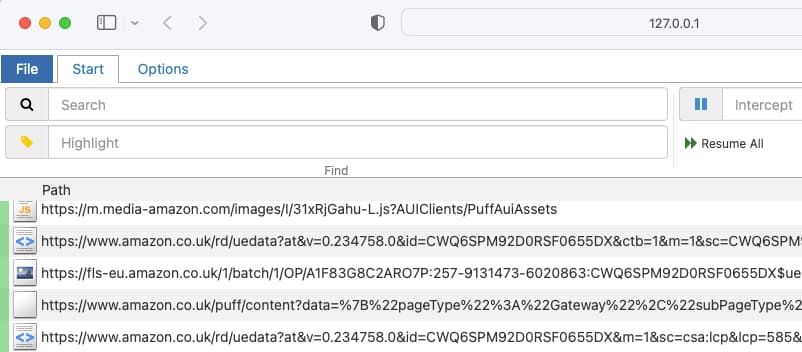 127.0.0.1
File Start Options
Search
Intercept
Highlight
Resume All
Find
Path
JS https://m.media-amazon.com/images/I/31xRjGahu-L.js?AUIClients/PuffAuiAssets
<> https://www.amazon.co.uk/rd/uedata?at&v=0.234758.0&id=CWQ6SPM92D0RSF0655DX&ctb=1&m=1&sc=CWQ6SPM9
https://fls-eu.amazon.co.uk/1/batch/1/OP/A1F83G8C2ARO7P:257-9131473-6020863:CWQ6SPM92D0RSF0655DX$ue
https://www.amazon.co.uk/puff/content?data=%7B%22pageType%22%3A%22Gateway%22%2C%22subPageType%2
<> https://www.amazon.co.uk/rd/uedata?at&v=0.234758.0&id=CWQ6SPM92D0RSF0655DX&m=1&sc=csa:lcp&lcp=585&